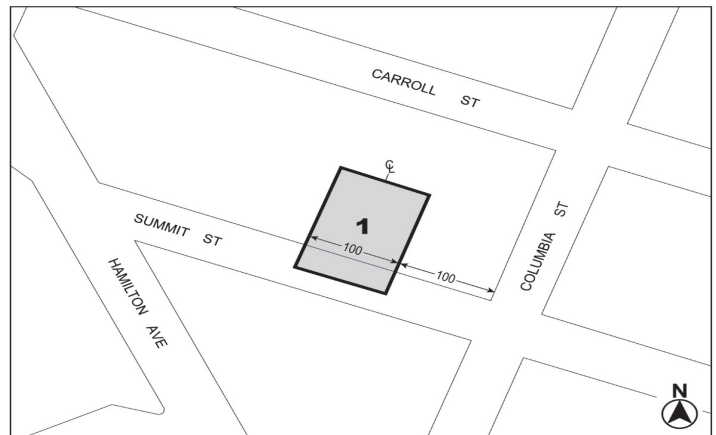 CARROLL ST
℄
1
SUMMIT ST
100
100
COLUMBIA ST
HAMILTON AVE
N